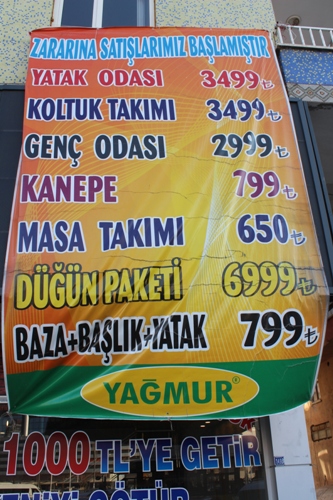 ZARARINA SATIŞLARIMIZ BAŞLAMIŞTIR
YATAK ODASI 3499₺
KOLTUK TAKIMI 3499₺
GENÇ ODASI 2999₺
KANEPE 799₺
MASA TAKIMI 650₺
DÜĞÜN PAKETİ 6999₺
BAZA+BAŞLIK+YATAK 799₺
YAĞMUR®
1000 TL'YE GETİR
GÖTÜR